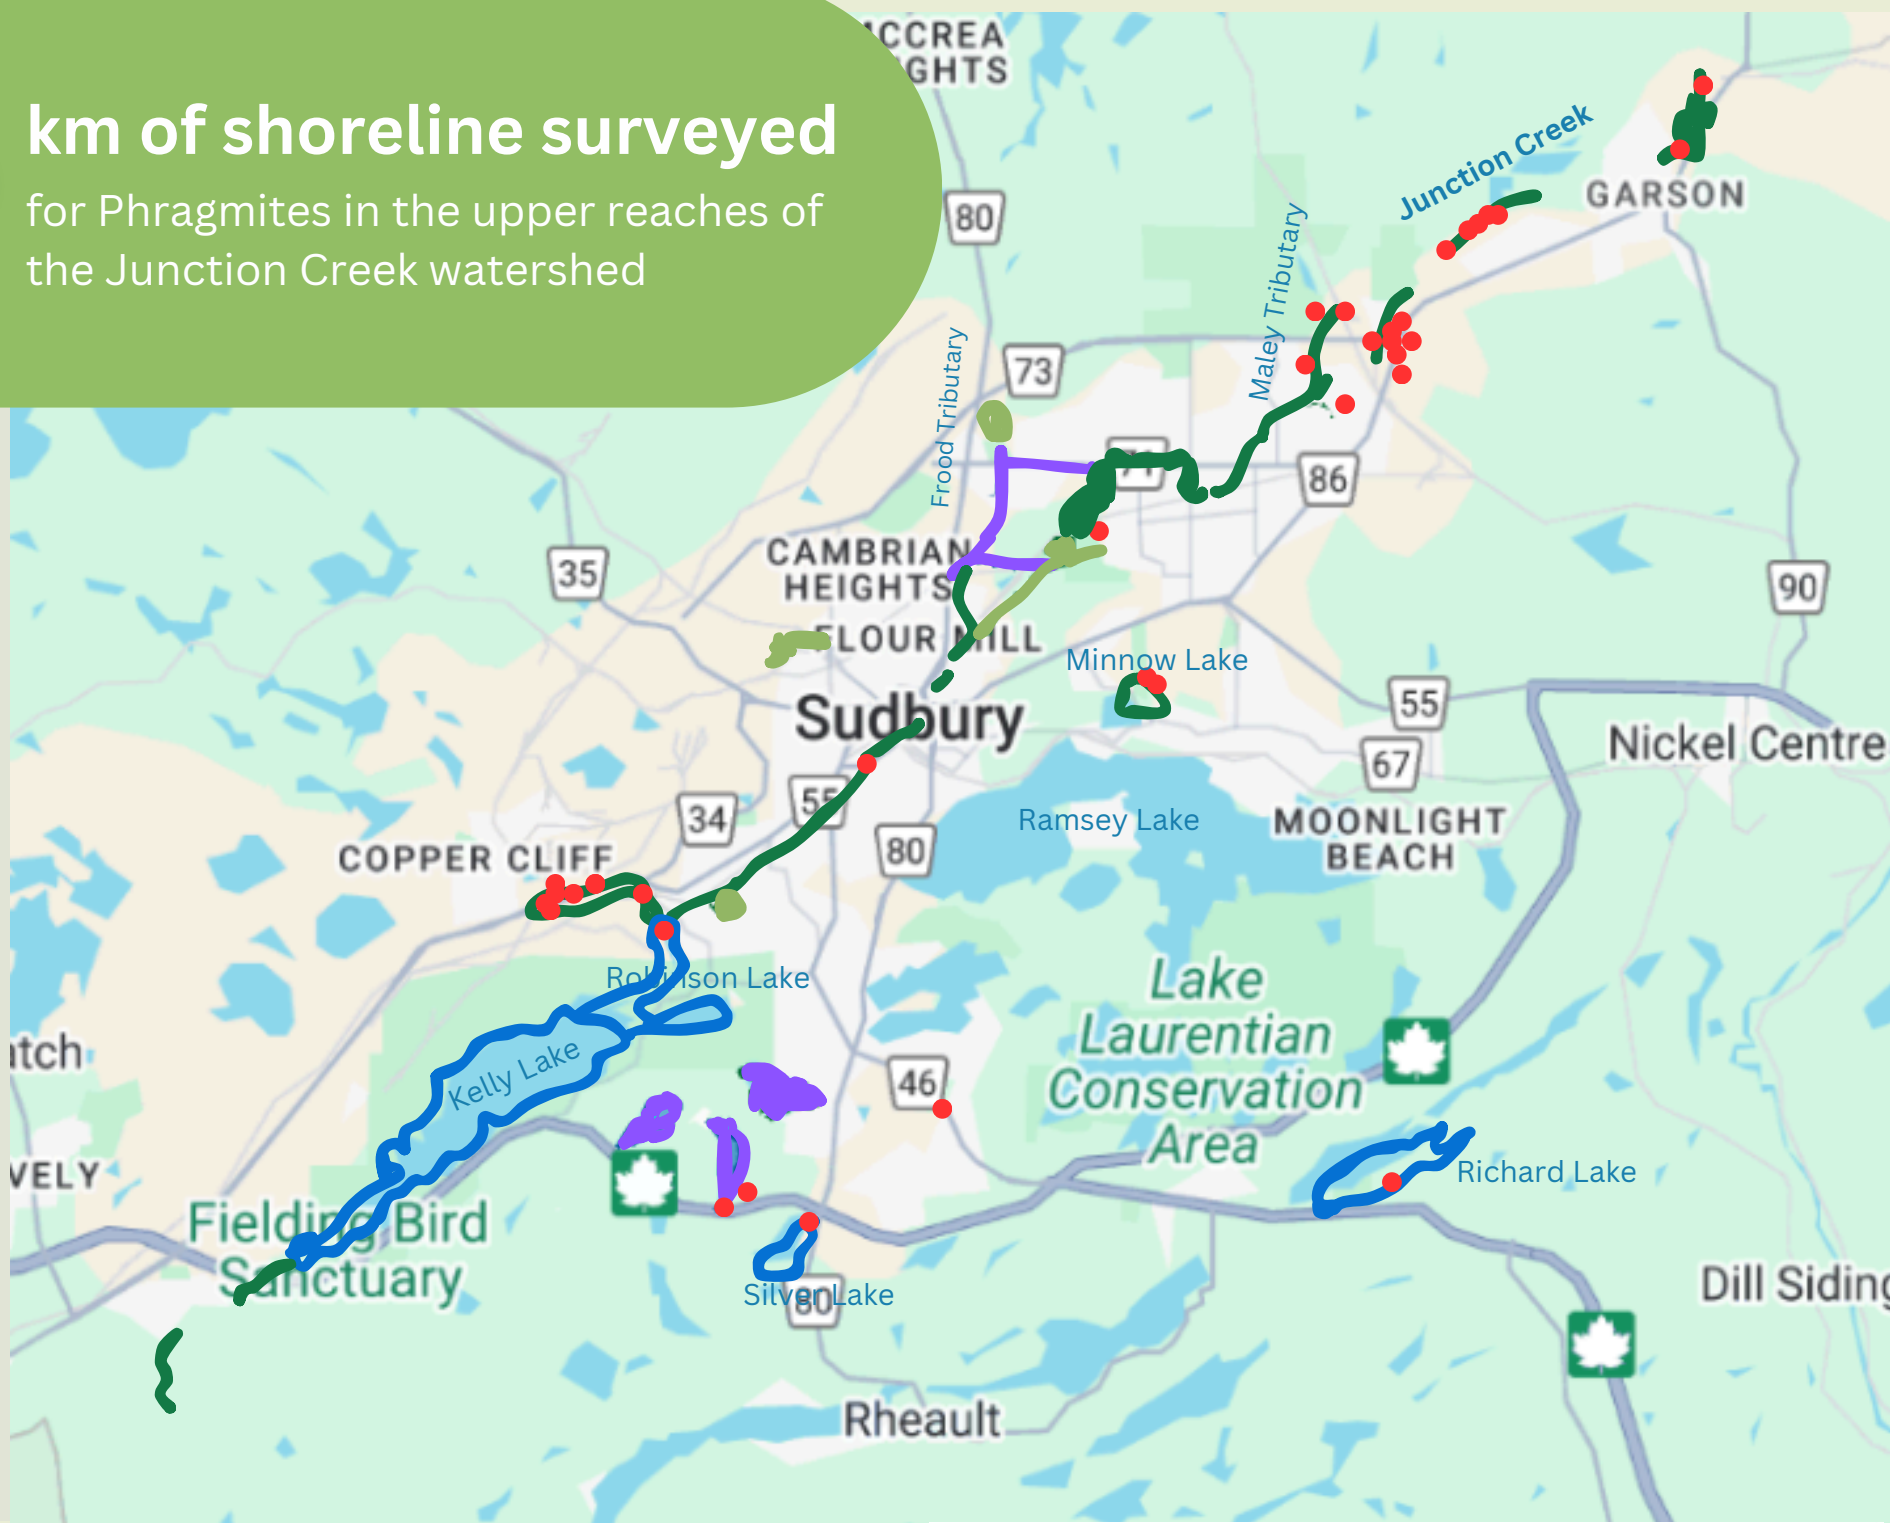 km of shoreline surveyed
for Phragmites in the upper reaches of
the Junction Creek watershed
80
Junction Creek
GARSON
Maley Tributary
Frood Tributary
73
86
35
CAMBRIAN
HEIGHTS
90
FLOUR MILL
Minnow Lake
Sudbury
55
Nickel Centre
67
34
55
Ramsey Lake
MOONLIGHT
BEACH
80
COPPER CLIFF
Robinson Lake
Lake
Laurentian
Conservation
Area
Kelly Lake
46
Richard Lake
Fielding Bird
Sanctuary
Silver Lake
80
Dill Siding
Rheault